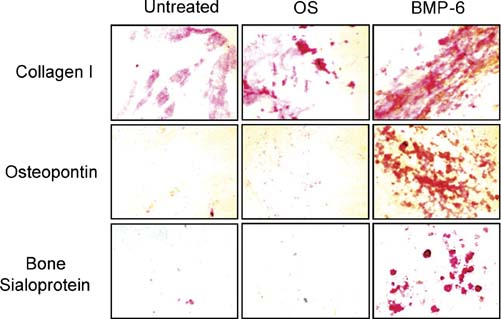 Untreated OS BMP-6
Collagen I
Osteopontin
Bone
Sialoprotein